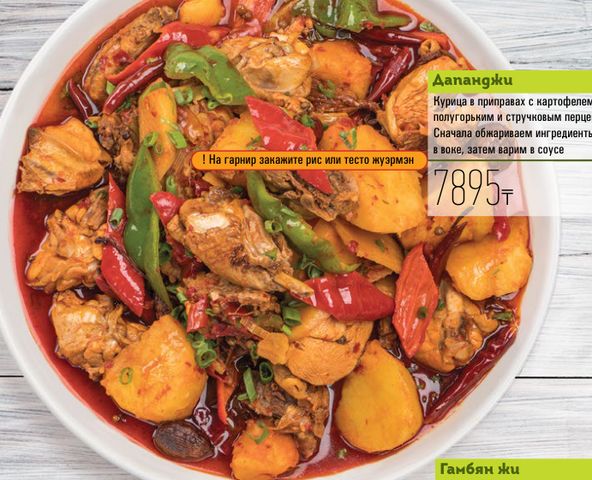 Дапанджи
Курица в приправах с картофелем
полугорьким и стручковым перце
Сначала обжариваем ингредиенты
в воке, затем варим в соусе
! На гарнир закажите рис или тесто жуэрмэн
7895₸
Гамбян жи